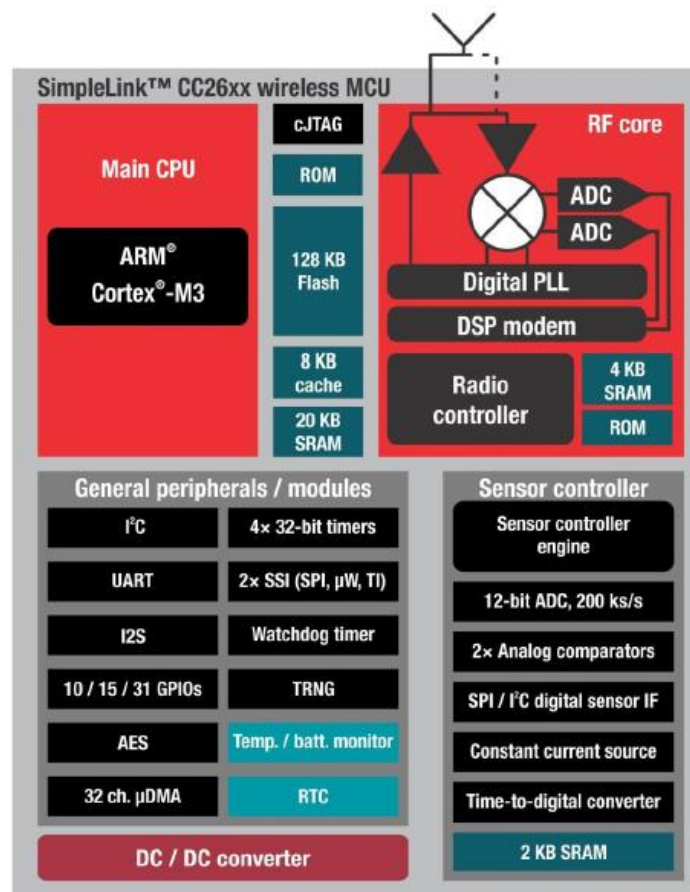 SimpleLink™ CC26xx wireless MCU
Main CPU
ARM®
Cortex®-M3
cJTAG
ROM
128 KB
Flash
8 KB
cache
20 KB
SRAM
RF core
ADC
ADC
Digital PLL
DSP modem
Radio
controller
4 KB
SRAM
ROM
General peripherals / modules
I²C
4× 32-bit timers
UART
2× SSI (SPI, µW, TI)
I2S
Watchdog timer
10 / 15 / 31 GPIOs
TRNG
AES
Temp. / batt. monitor
32 ch. µDMA
RTC
DC / DC converter
Sensor controller
Sensor controller
engine
12-bit ADC, 200 ks/s
2× Analog comparators
SPI / I²C digital sensor IF
Constant current source
Time-to-digital converter
2 KB SRAM